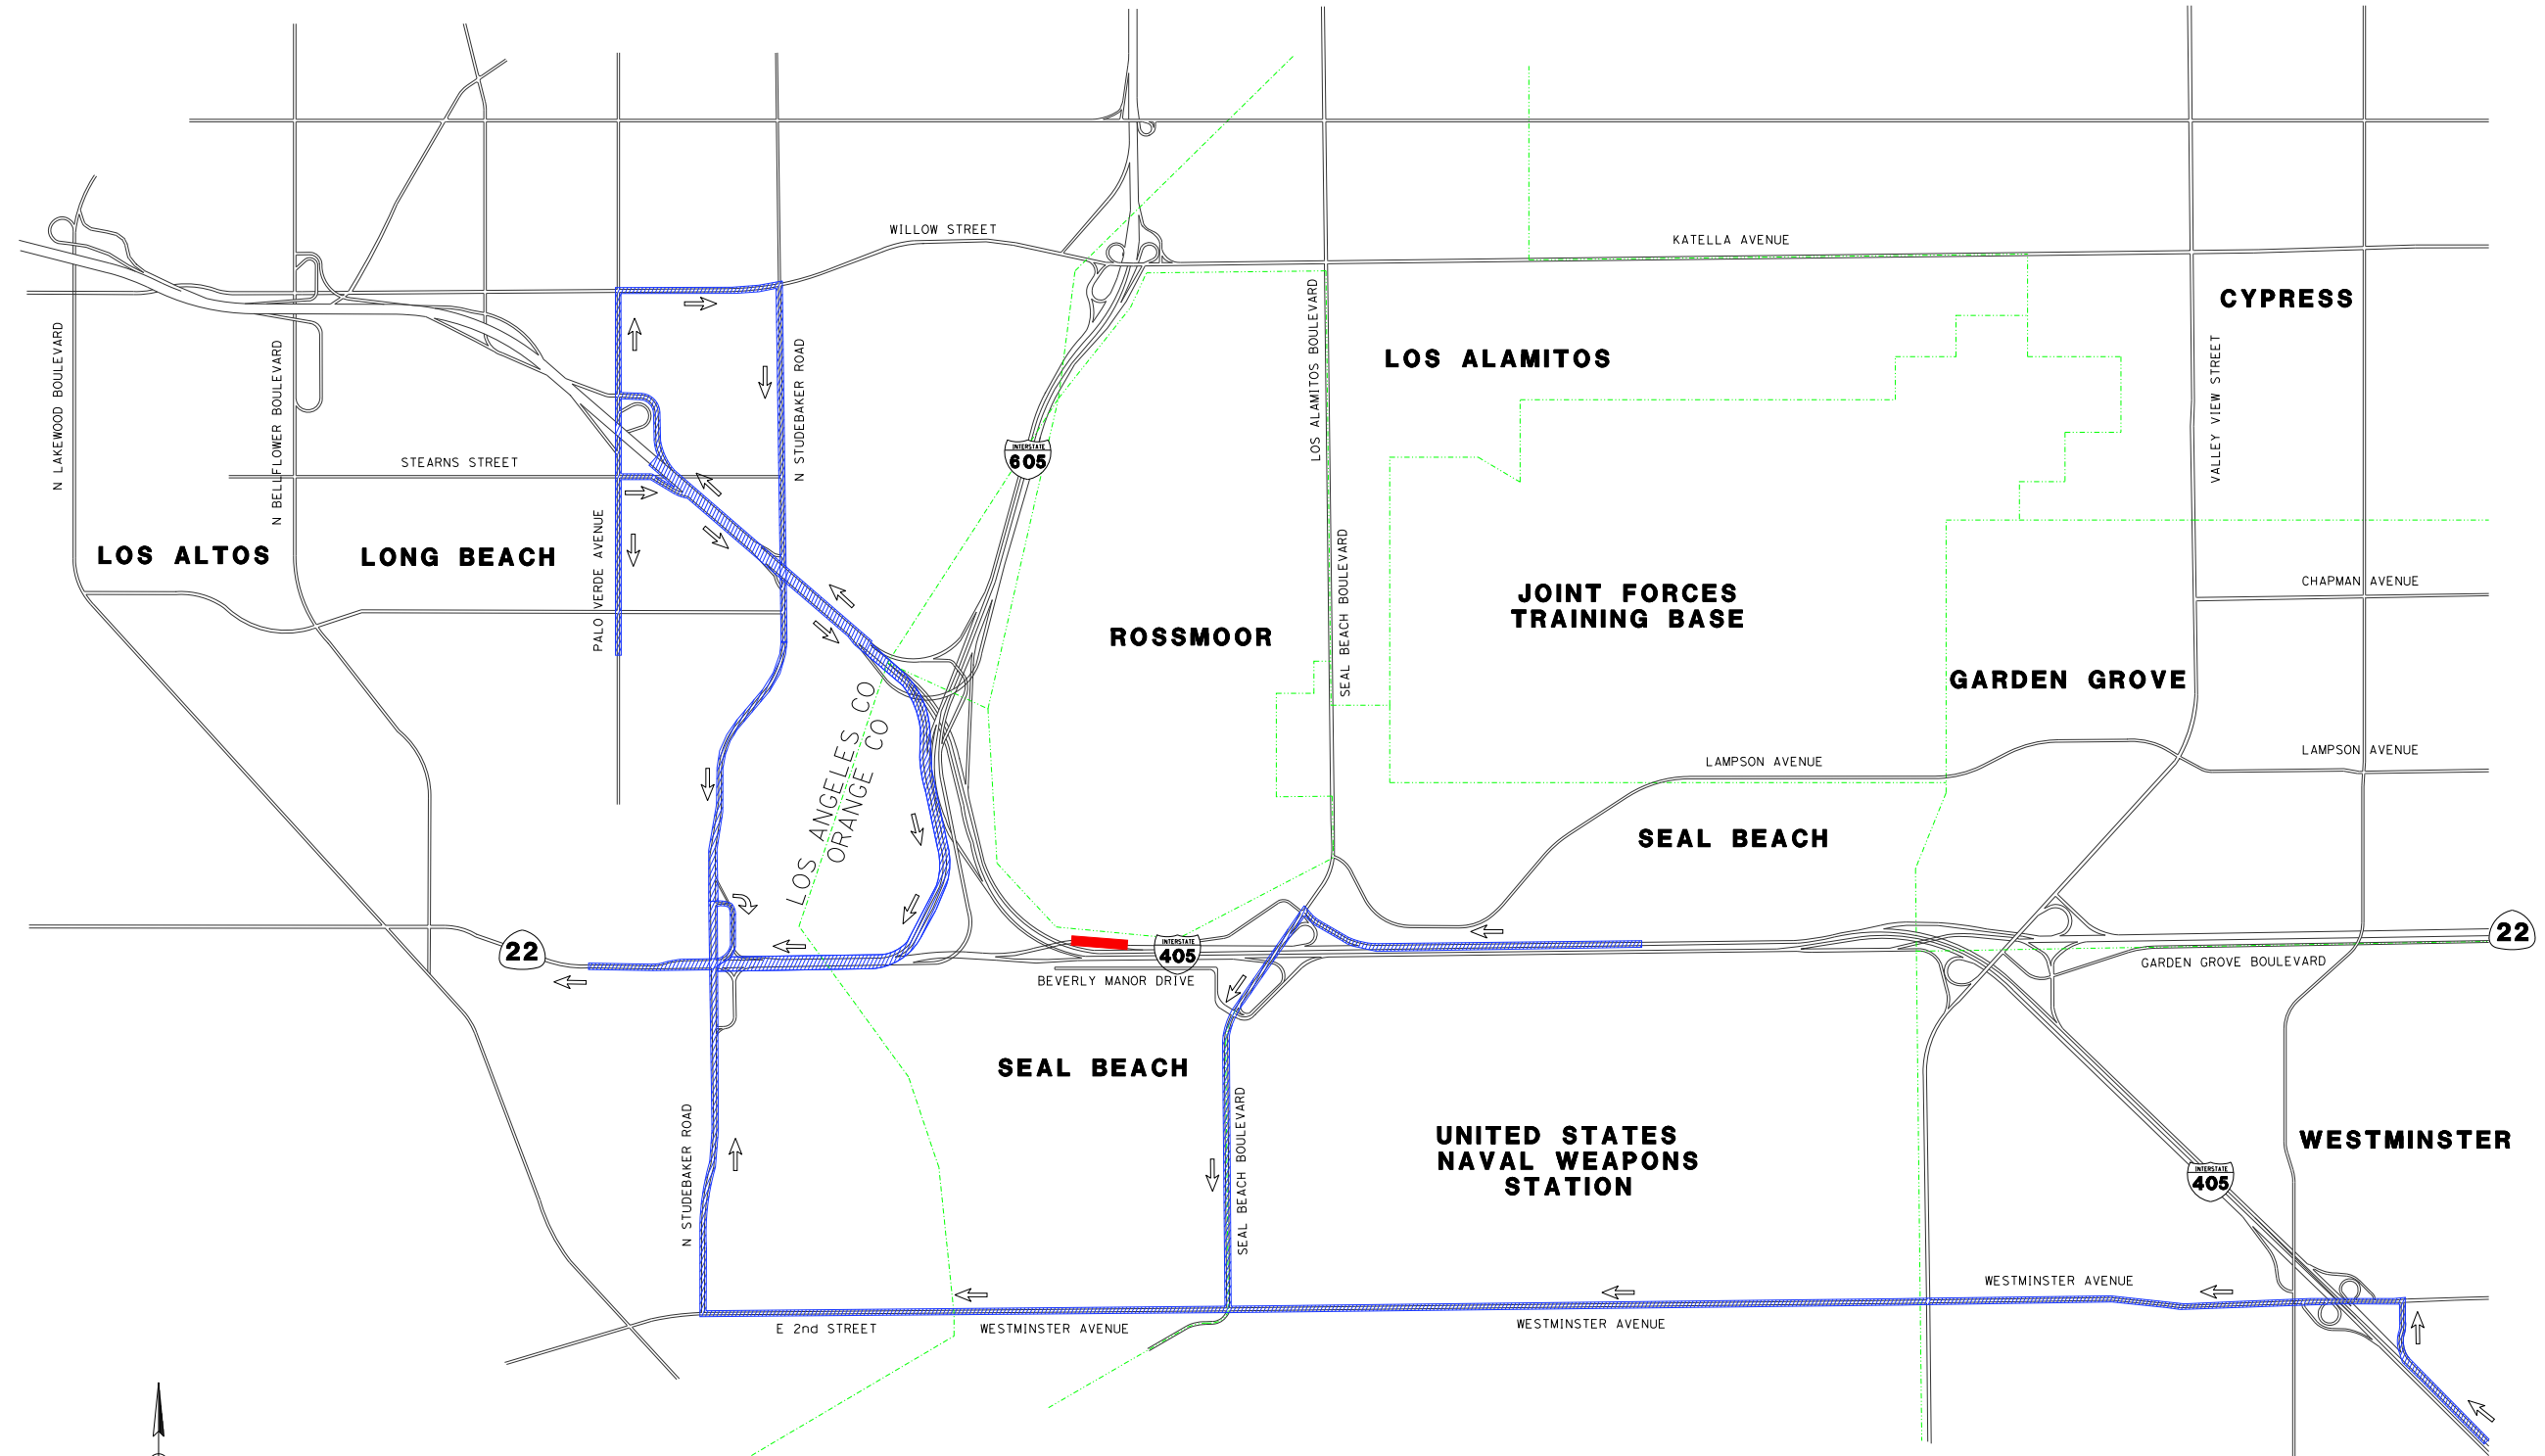 WILLOW STREET
KATELLA AVENUE
CYPRESS
N LAKEWOOD BOULEVARD
N BELLFLOWER BOULEVARD
N STUDEBAKER ROAD
LOS ALAMITOS BOULEVARD
LOS ALAMITOS
VALLEY VIEW STREET
STEARNS STREET
INTERSTATE
605
LOS ALTOS
LONG BEACH
PALO VERDE AVENUE
SEAL BEACH BOULEVARD
JOINT FORCES
TRAINING BASE
CHAPMAN AVENUE
ROSSMOOR
GARDEN GROVE
LOS ANGELES CO
ORANGE CO
LAMPSON AVENUE
LAMPSON AVENUE
SEAL BEACH
22
INTERSTATE
405
22
BEVERLY MANOR DRIVE
GARDEN GROVE BOULEVARD
SEAL BEACH
N STUDEBAKER ROAD
SEAL BEACH BOULEVARD
UNITED STATES
NAVAL WEAPONS
STATION
WESTMINSTER
INTERSTATE
405
WESTMINSTER AVENUE
E 2nd STREET
WESTMINSTER AVENUE
WESTMINSTER AVENUE